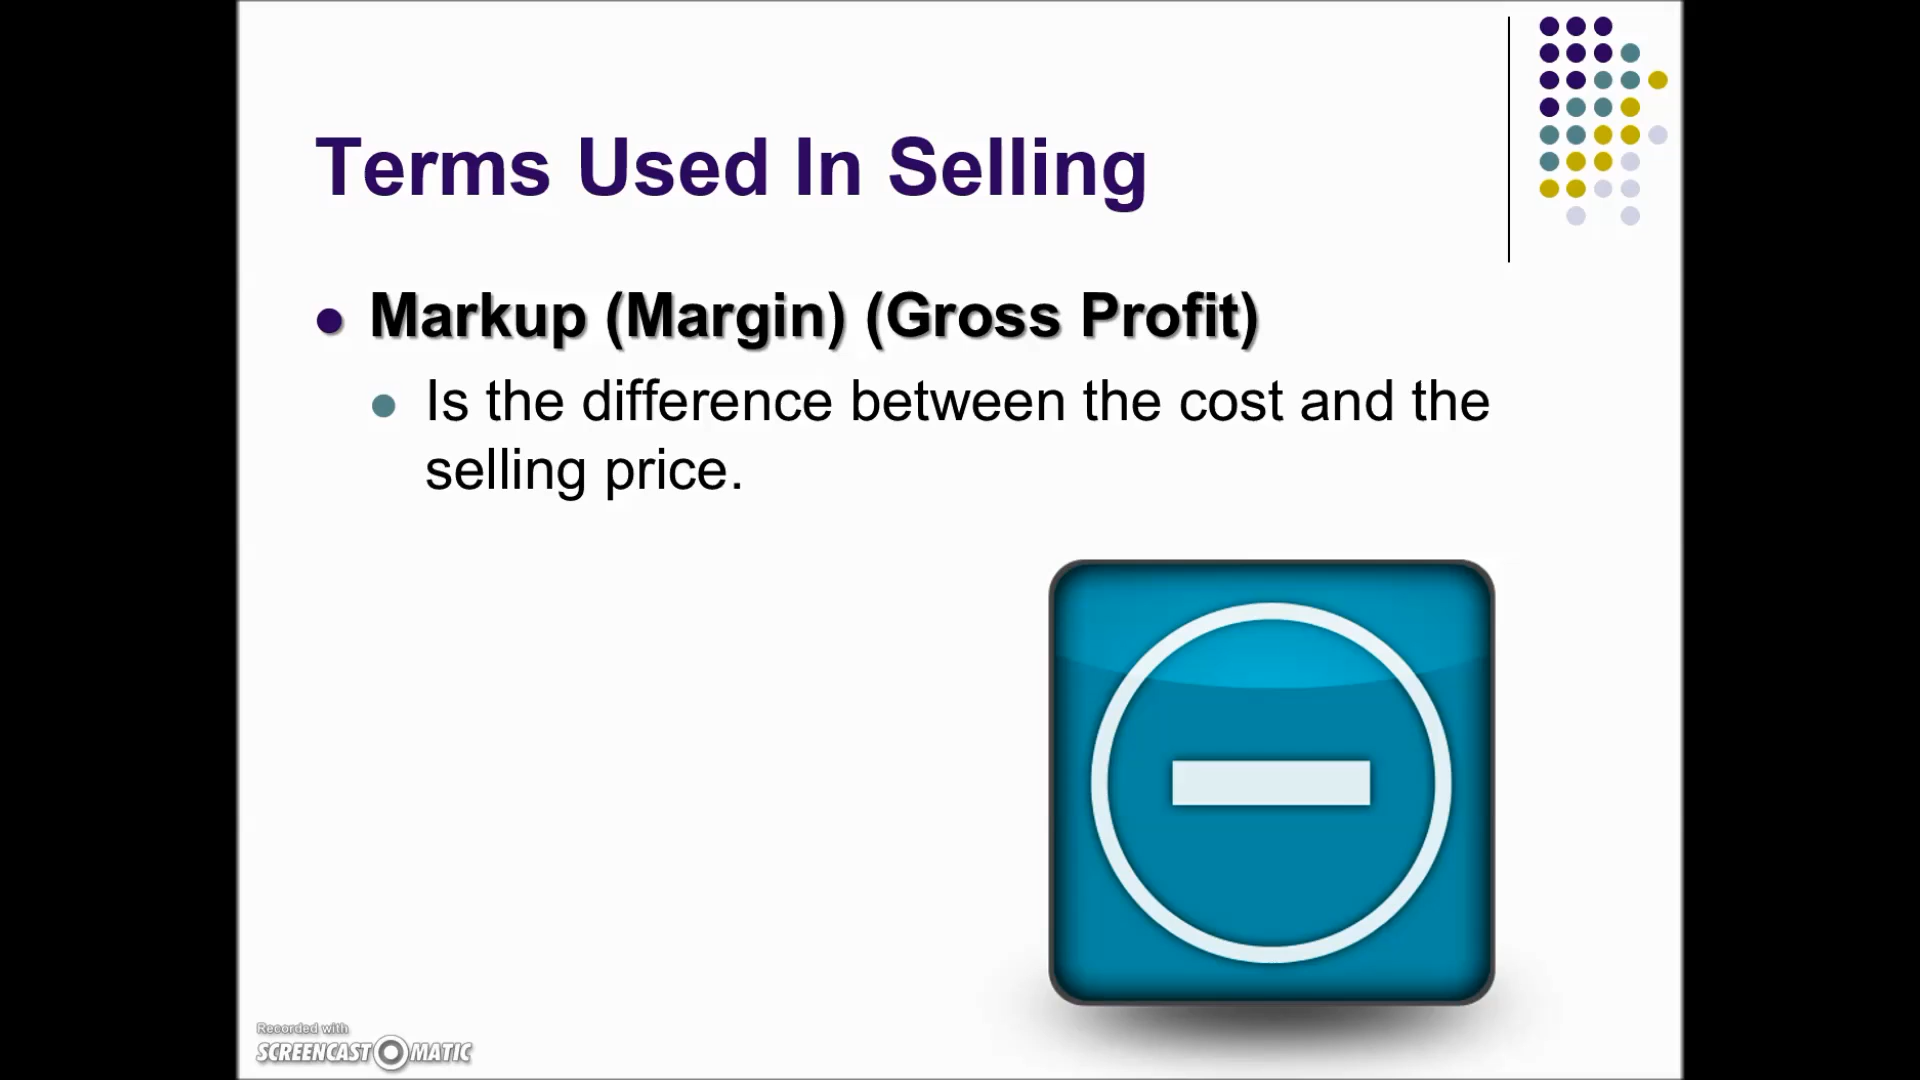 Terms Used In Selling
Markup (Margin) (Gross Profit)
Is the difference between the cost and the
selling price.
Recorded with
SCREENCAST MATIC